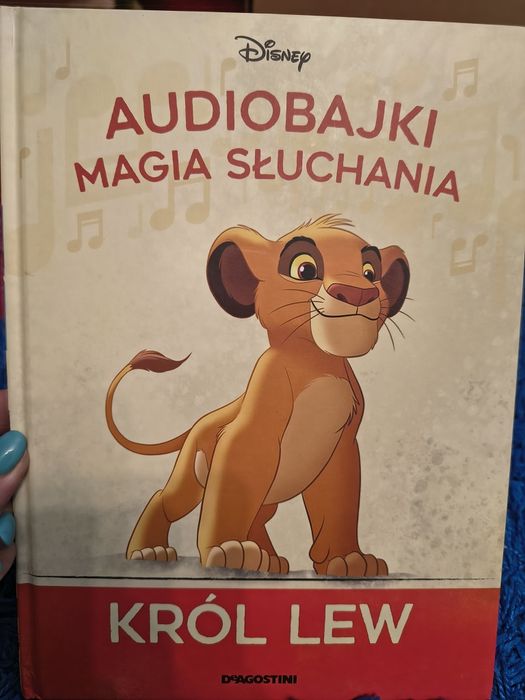 Disney
AUDIOBAJKI
MAGIA SŁUCHANIA
KRÓL LEW
DEAGOSTINI